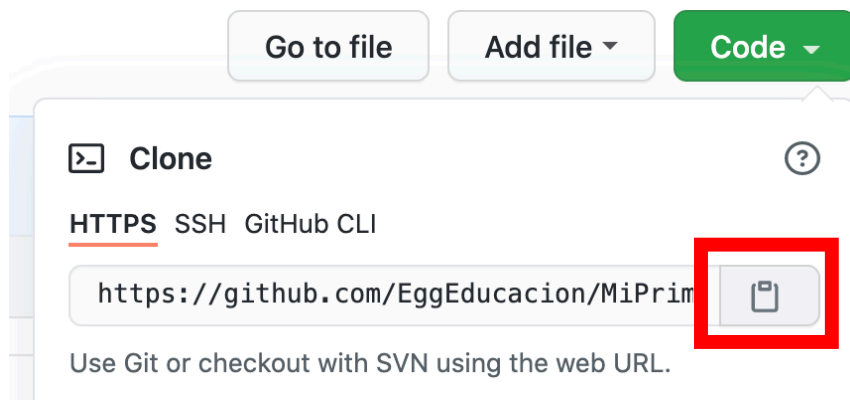 Go to file Add file Code
Clone
HTTPS SSH GitHub CLI
https://github.com/EggEducacion/MiPrim
Use Git or checkout with SVN using the web URL.